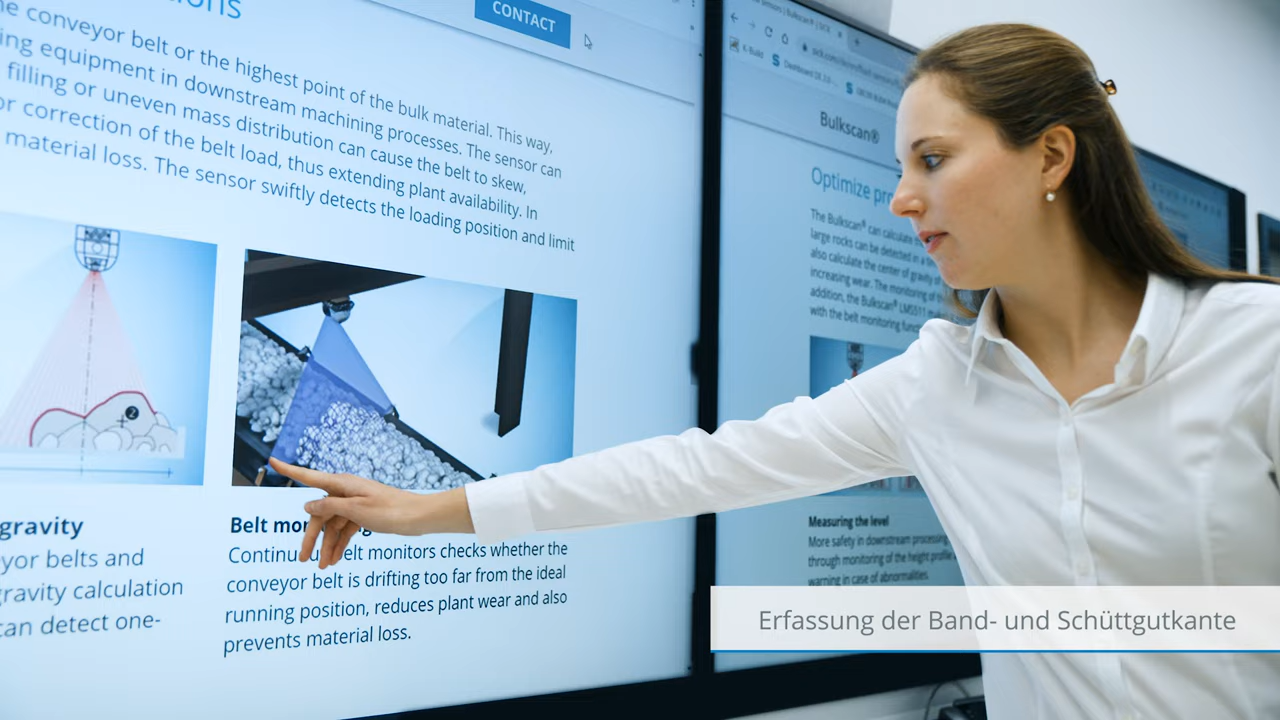 CONTACT
he conveyor belt or the highest point of the bulk material. This way,
ing equipment in downstream machining processes. The sensor can
filling or uneven mass distribution can cause the belt to skew,
or correction of the belt load, thus extending plant availability. In
material loss. The sensor swiftly detects the loading position and limit
2
gravity
yor belts and
gravity calculation
can detect one-
Belt mon
Continu belt monitors checks whether the
conveyor belt is drifting too far from the ideal
running position, reduces plant wear and also
prevents material loss.
K-Build
Bulkscan®
Optimize pro
The Bulkscan® can calculate
large rocks can be detected in a
also calculate the center of gravity of
increasing wear. The monitoring of
addition, the Bulkscan® LMS511
with the belt monitoring func
Measuring the level
More safety in downstream processing
through monitoring of the height profile
warning in case of abnormalities.
Erfassung der Band- und Schüttgutkante